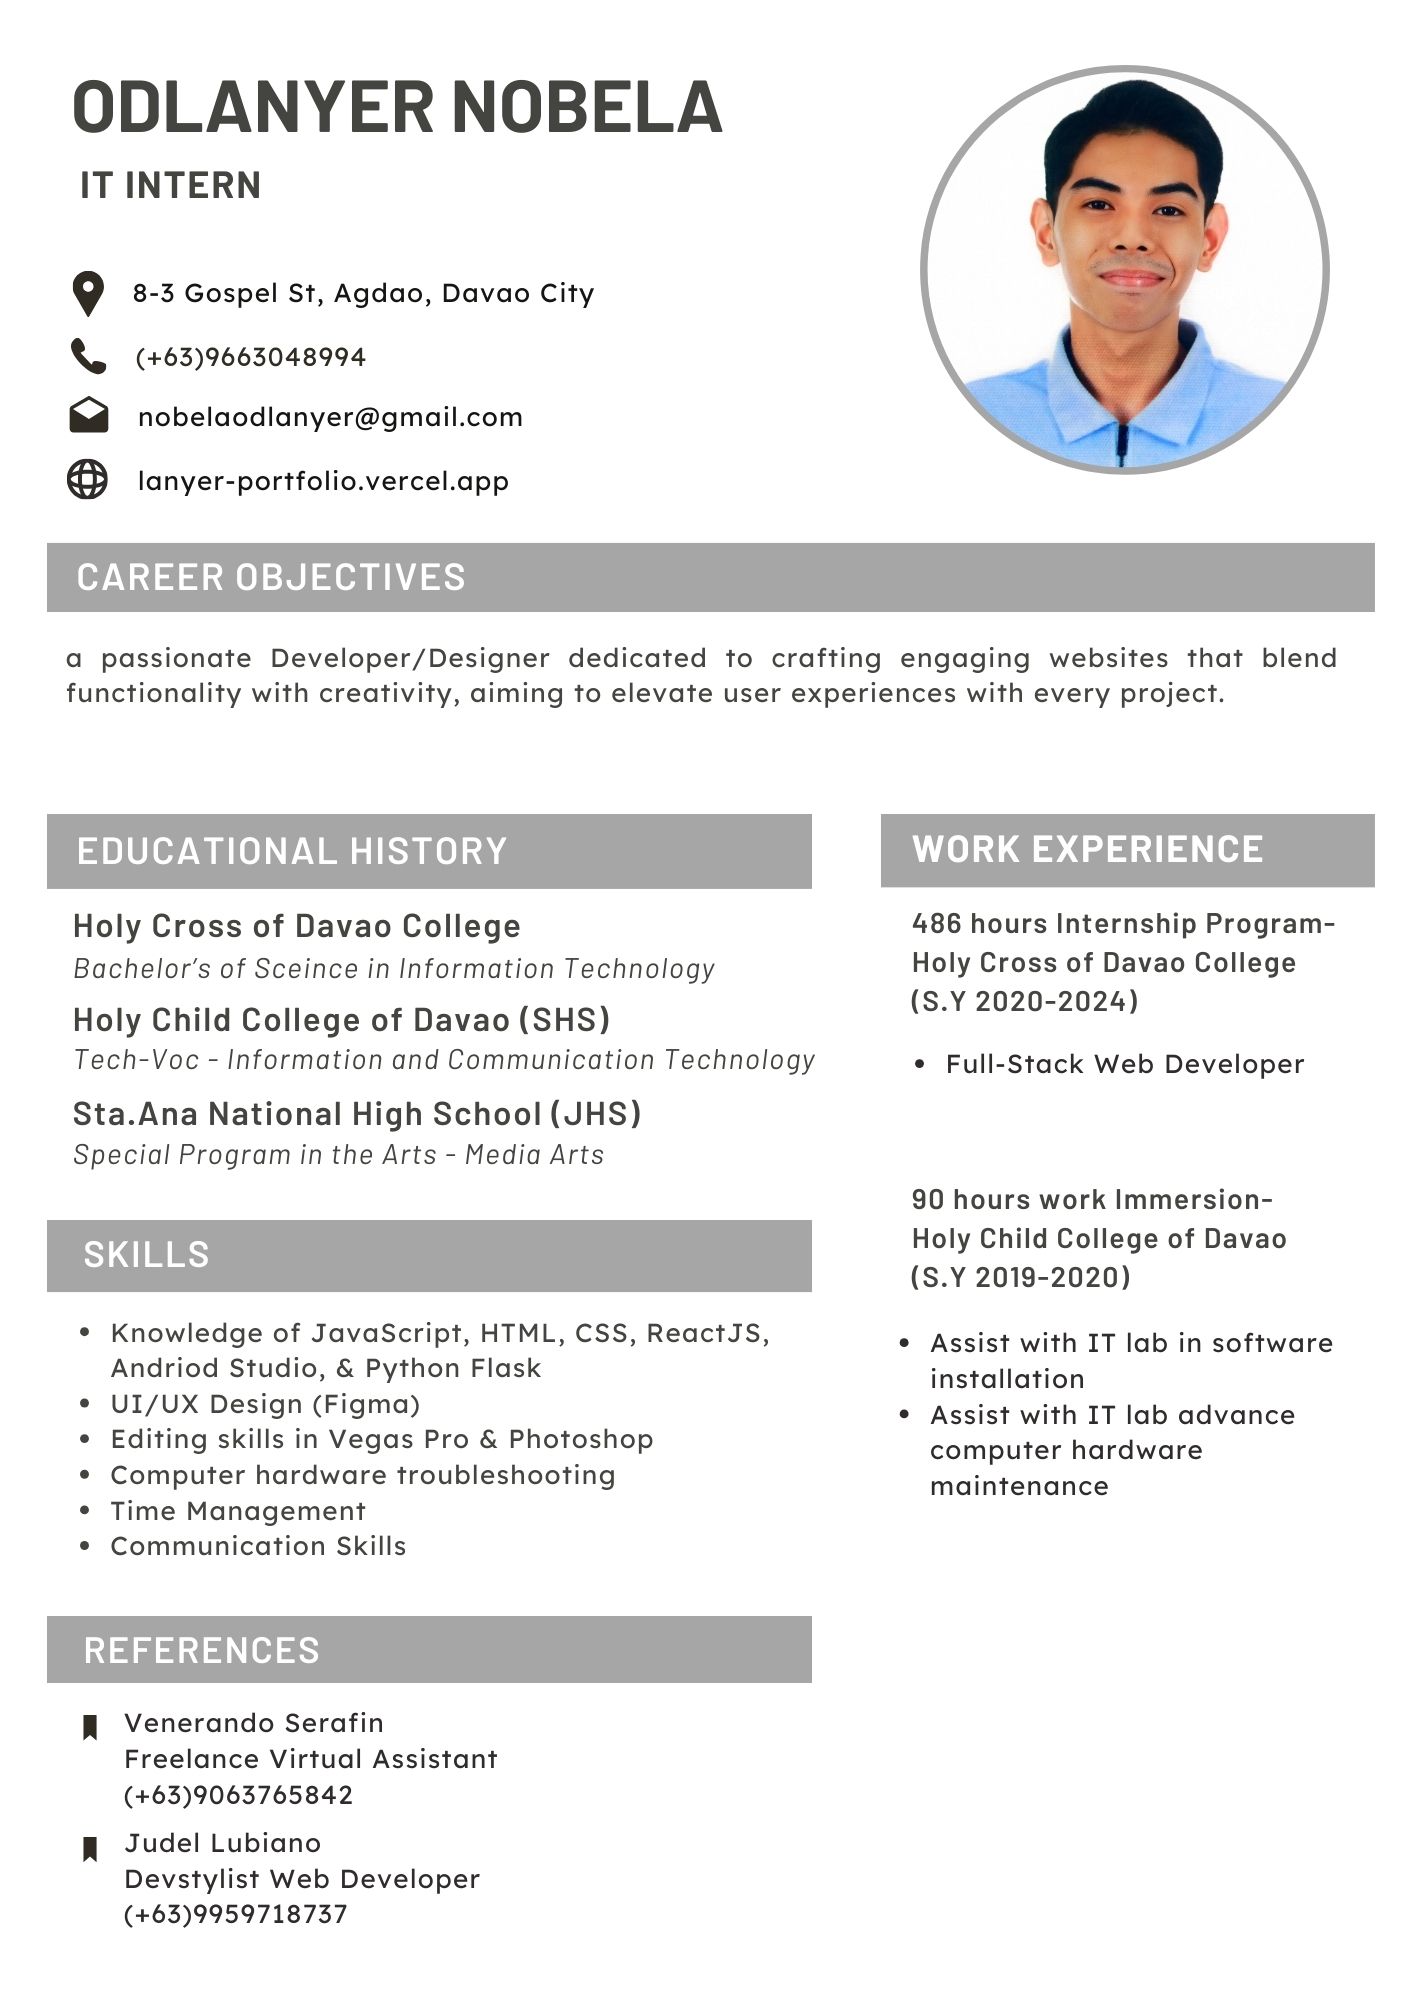 ODLANYER NOBELA
IT INTERN
8-3 Gospel St, Agdao, Davao City
(+63)9663048994
nobelaodlanyer@gmail.com
lanyer-portfolio.vercel.app
CAREER OBJECTIVES
a passionate Developer/Designer dedicated to crafting engaging websites that blend
functionality with creativity, aiming to elevate user experiences with every project.
EDUCATIONAL HISTORY
Holy Cross of Davao College
Bachelor's of Sceince in Information Technology
Holy Child College of Davao (SHS)
Tech-Voc - Information and Communication Technology
Sta.Ana National High School (JHS)
Special Program in the Arts - Media Arts
SKILLS
• Knowledge of JavaScript, HTML, CSS, ReactJS,
Andriod Studio, & Python Flask
• UI/UX Design (Figma)
• Editing skills in Vegas Pro & Photoshop
• Computer hardware troubleshooting
• Time Management
• Communication Skills
REFERENCES
Venerando Serafin
Freelance Virtual Assistant
(+63)9063765842
Judel Lubiano
Devstylist Web Developer
(+63)9959718737
WORK EXPERIENCE
486 hours Internship Program-
Holy Cross of Davao College
(S.Y 2020-2024)
• Full-Stack Web Developer
90 hours work Immersion-
Holy Child College of Davao
(S.Y 2019-2020)
• Assist with IT lab in software
installation
• Assist with IT lab advance
computer hardware
maintenance